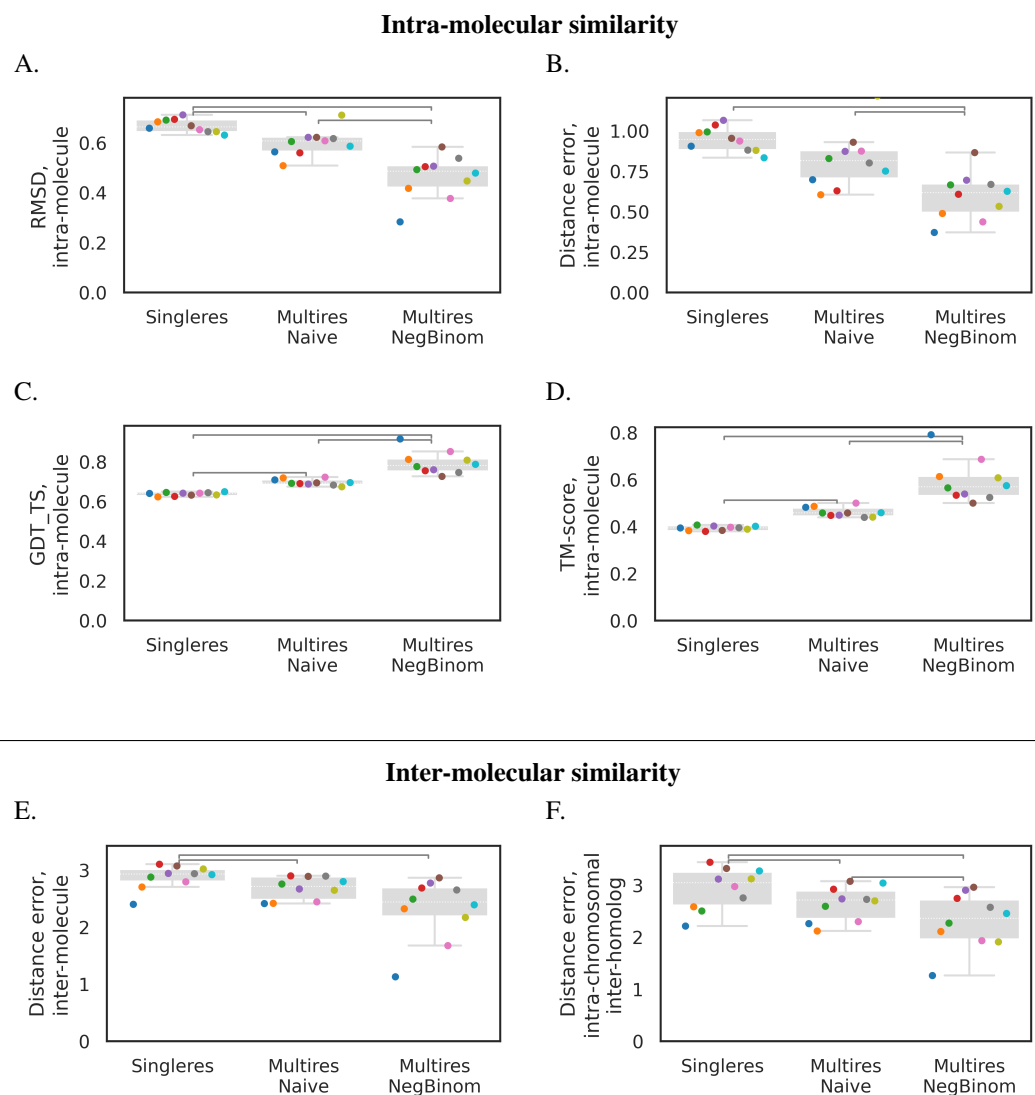 Intra-molecular similarity
A.
RMSD,
intra-molecule
0.6
0.4
0.2
0.0
Singleres
Multires
Naive
Multires
NegBinom
B.
Distance error,
intra-molecule
1.00
0.75
0.50
0.25
0.00
Singleres
Multires
Naive
Multires
NegBinom
C.
GDT_TS,
intra-molecule
0.8
0.6
0.4
0.2
0.0
Singleres
Multires
Naive
Multires
NegBinom
D.
TM-score,
intra-molecule
0.8
0.6
0.4
0.2
0.0
Singleres
Multires
Naive
Multires
NegBinom
Inter-molecular similarity
E.
Distance error,
inter-molecule
3
2
1
0
Singleres
Multires
Naive
Multires
NegBinom
F.
Distance error,
intra-chromosomal
inter-homolog
3
2
1
0
Singleres
Multires
Naive
Multires
NegBinom